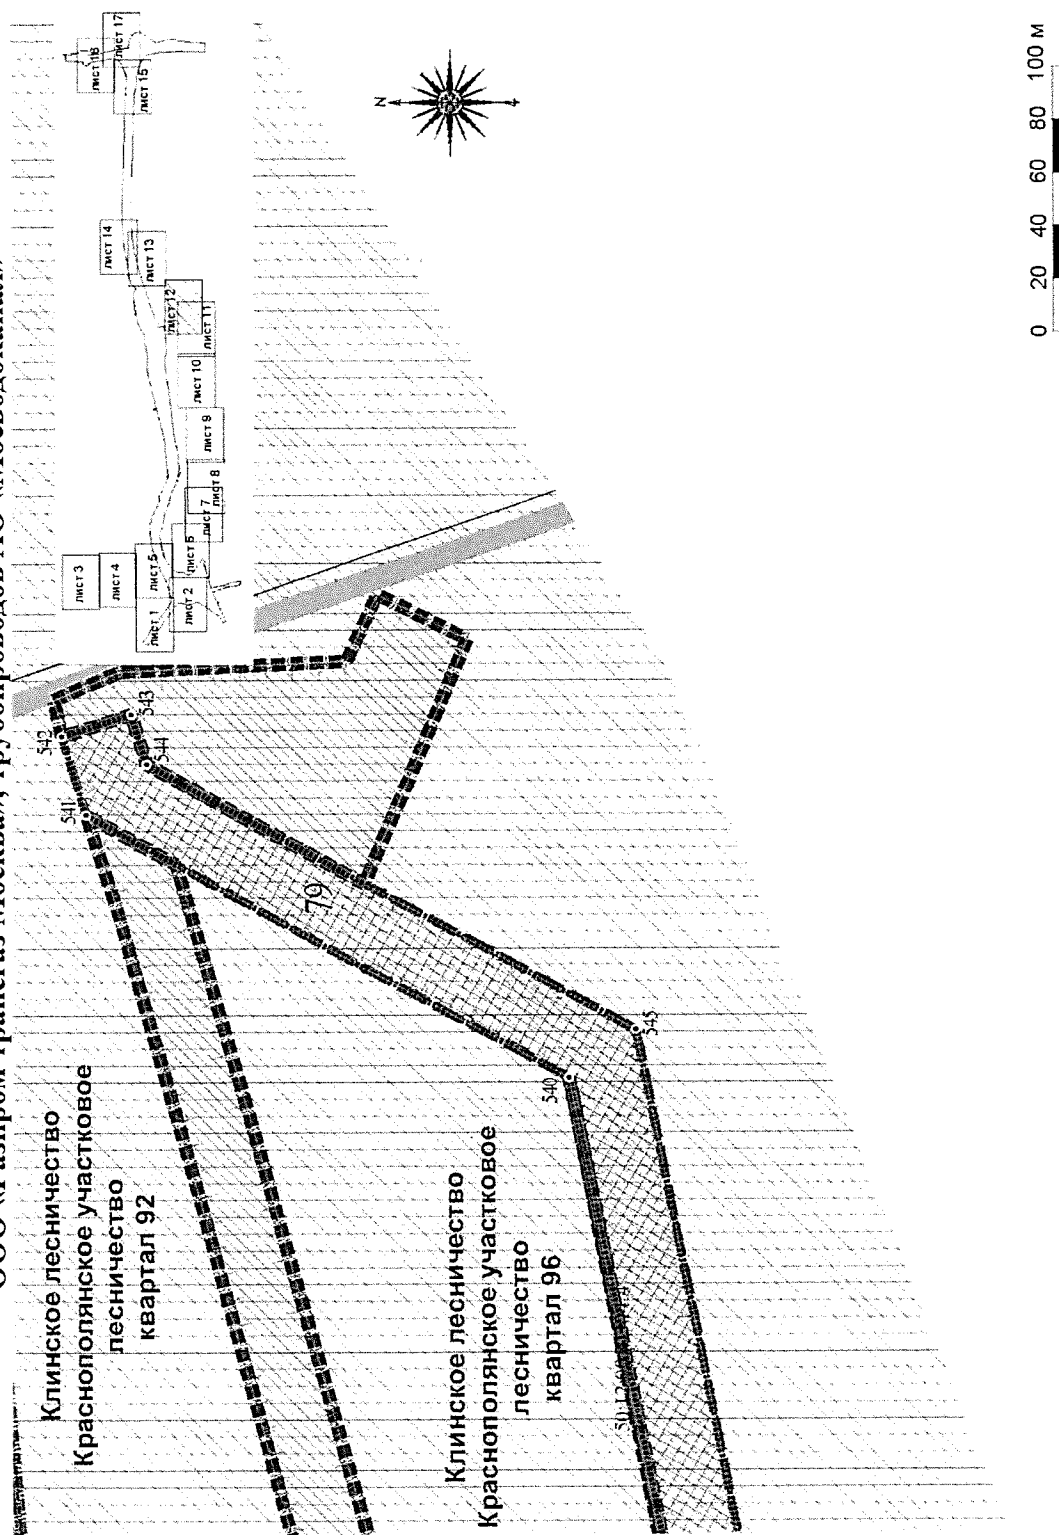 Клинское лесничество
Краснополянское участковое
лесничество
квартал 92
Клинское лесничество
Краснополянское участковое
лесничество
квартал 96
79
540
541
542
543
544
545
лист 1
лист 2
лист 3
лист 4
лист 5
лист 7
лист 8
лист 9
лист 10
лист 11
лист 12
лист 13
лист 14
лист 15
лист 16
лист 17
N
0 20 40 60 80 100 м